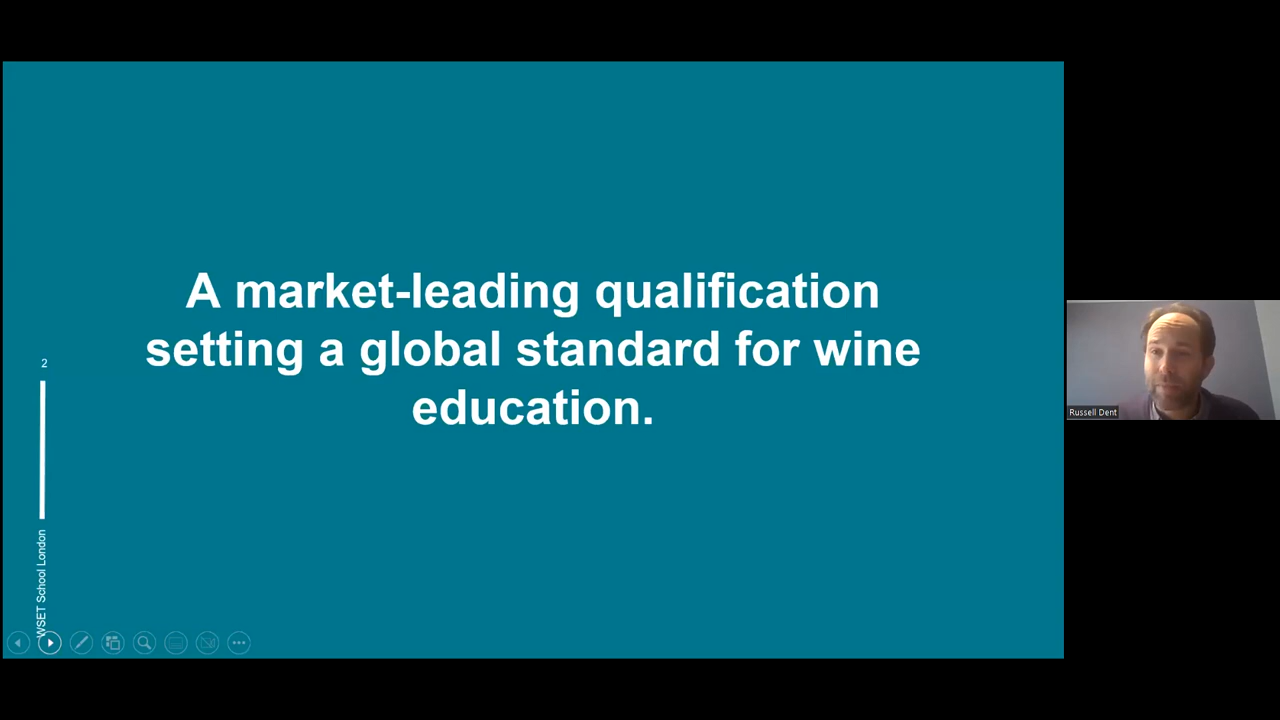 A market-leading qualification
setting a global standard for wine
education.
2
WSET School London
Russell Dent